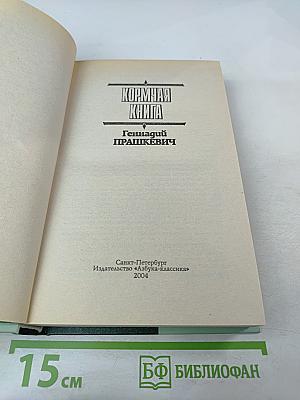 КОРМЧАЯ
КНИГА
Геннадий
ПРАШКЕВИЧ
Санкт-Петербург
Издательство «Азбука-классика»
2004
15 см
БФ БИБЛИОФАН